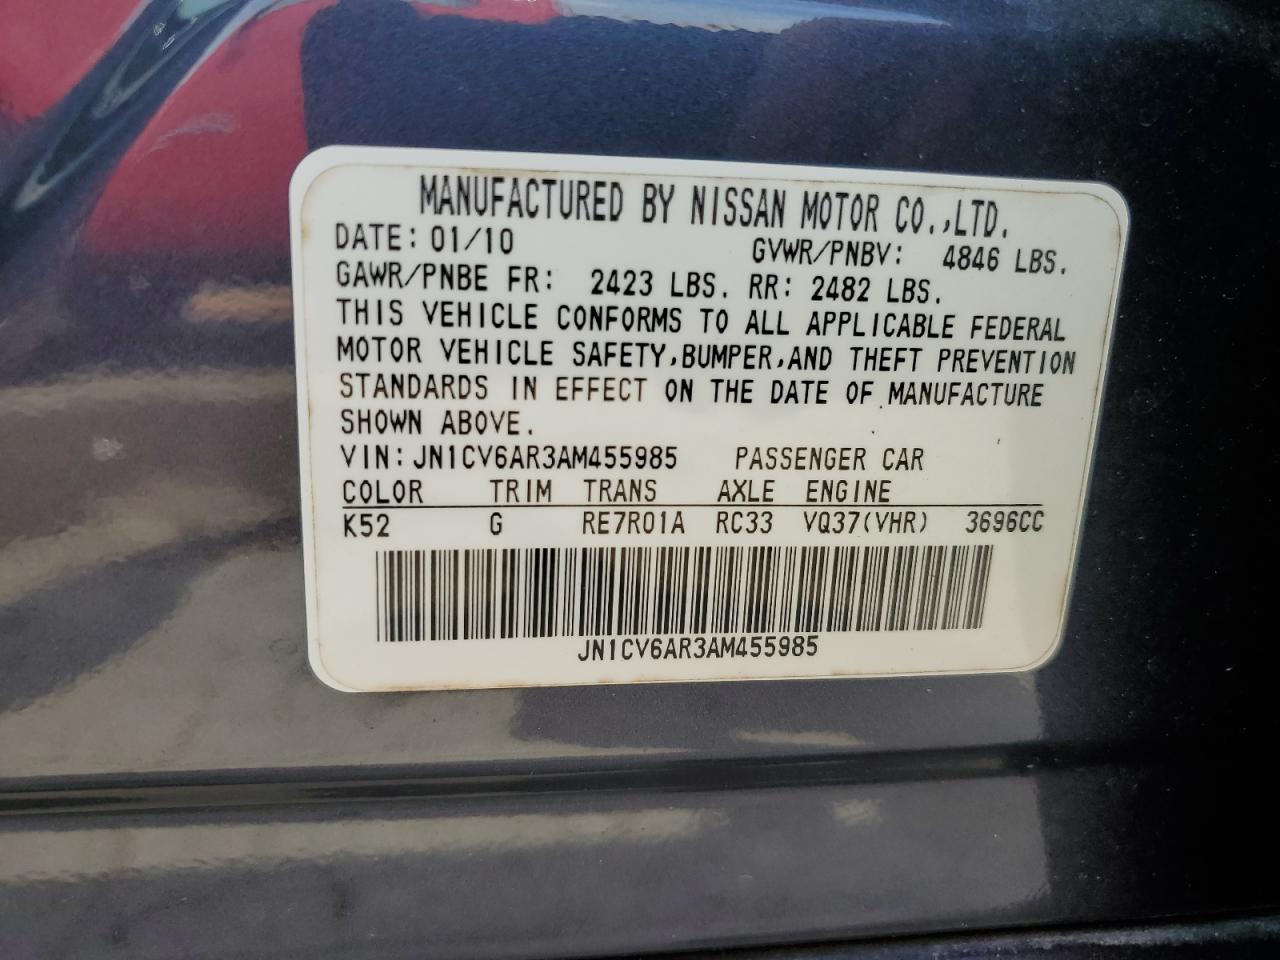 MANUFACTURED BY NISSAN MOTOR CO.,LTD.
DATE: 01/10 GVWR/PNBV: 4846 LBS.
GAWR/PNBE FR: 2423 LBS. RR: 2482 LBS.
THIS VEHICLE CONFORMS TO ALL APPLICABLE FEDERAL
MOTOR VEHICLE SAFETY,BUMPER,AND THEFT PREVENTION
STANDARDS IN EFFECT ON THE DATE OF MANUFACTURE
SHOWN ABOVE.
VIN: JN1CV6AR3AM455985 PASSENGER CAR
COLOR TRIM TRANS AXLE ENGINE
K52 G RE7R01A RC33 VQ37(VHR) 3696CC
JN1CV6AR3AM455985